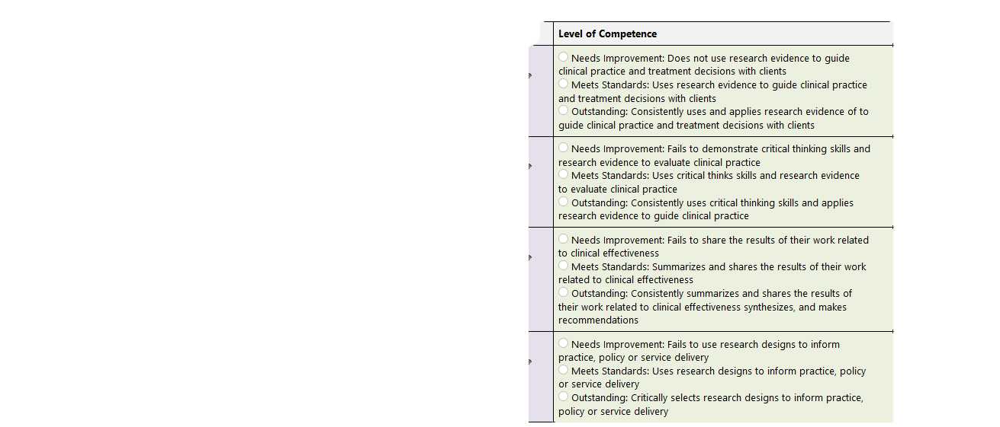 Level of Competence
Needs Improvement: Does not use research evidence to guide
clinical practice and treatment decisions with clients
Meets Standards: Uses research evidence to guide clinical practice
and treatment decisions with clients
Outstanding: Consistently uses and applies research evidence of to
guide clinical practice and treatment decisions with clients
Needs Improvement: Fails to demonstrate critical thinking skills and
research evidence to evaluate clinical practice
Meets Standards: Uses critical thinks skills and research evidence
to evaluate clinical practice
Outstanding: Consistently uses critical thinking skills and applies
research evidence to guide clinical practice
Needs Improvement: Fails to share the results of their work related
to clinical effectiveness
Meets Standards: Summarizes and shares the results of their work
related to clinical effectiveness
Outstanding: Consistently summarizes and shares the results of
their work related to clinical effectiveness synthesizes, and makes
recommendations
Needs Improvement: Fails to use research designs to inform
practice, policy or service delivery
Meets Standards: Uses research designs to inform practice, policy
or service delivery
Outstanding: Critically selects research designs to inform practice,
policy or service delivery